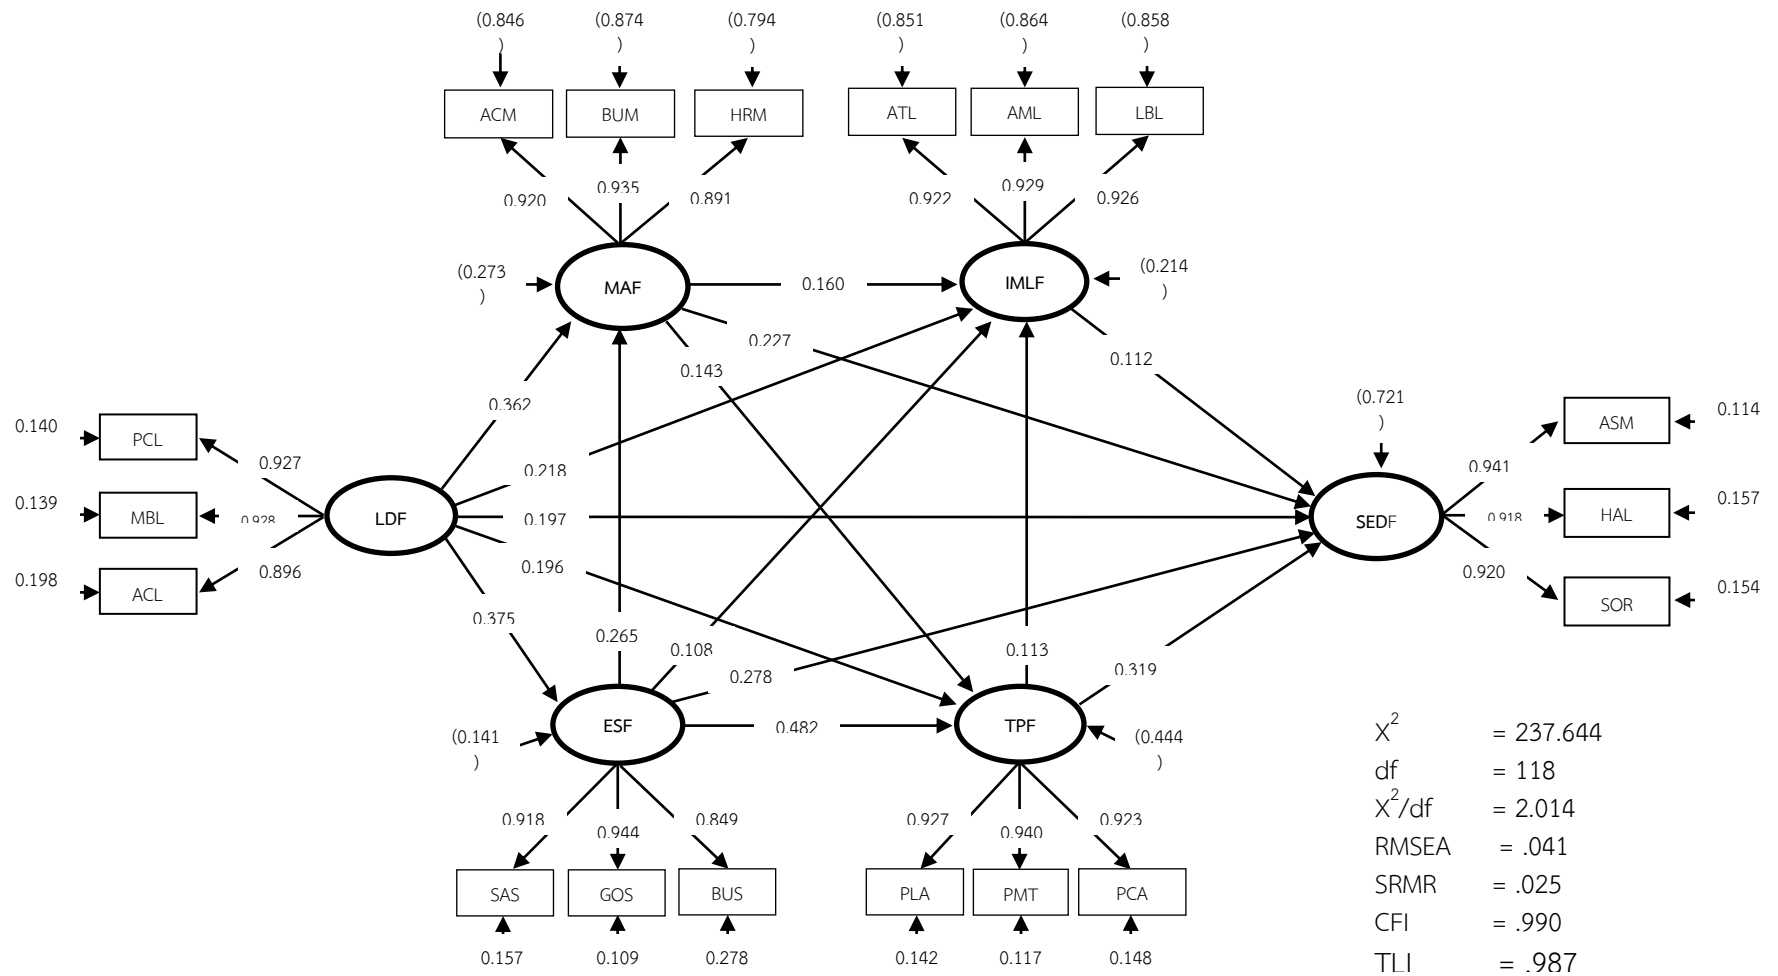 (0.846
)
(0.874
)
(0.794
)
(0.851
)
(0.864
)
(0.858
)
ACM
BUM
HRM
ATL
AML
LBL
0.920
0.935
0.891
0.922
0.929
0.926
(0.273
)
MAF
0.160
IMLF
(0.214
)
0.227
0.143
0.112
0.362
(0.721
)
0.140
PCL
0.927
0.218
0.941
ASM
0.114
0.139
MBL
0.928
LDF
0.197
SEDF
0.918
HAL
0.157
0.198
ACL
0.896
0.196
0.920
SOR
0.154
0.375
0.265
0.108
0.278
0.113
0.319
(0.141
)
ESF
0.482
TPF
(0.444
)
0.918
0.944
0.849
0.927
0.940
0.923
SAS
GOS
BUS
PLA
PMT
PCA
0.157
0.109
0.278
0.142
0.117
0.148
X² = 237.644
df = 118
X²/df = 2.014
RMSEA = .041
SRMR = .025
CFI = .990
TLI = .987